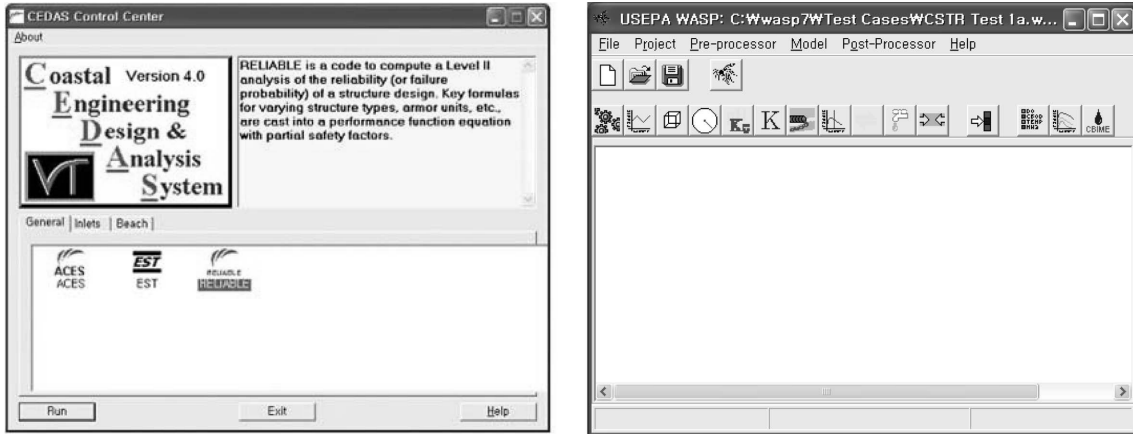 CEDAS Control Center
About
Coastal Version 4.0
Engineering
Design &
Analysis
System
VT
RELIABLE is a code to compute a Level II
analysis of the reliability (or failure
probability) of a structure design. Key formulas
for varying structure types, armor units, etc.,
are cast into a performance function equation
with partial safety factors.
General Inlets Beach
ACES EST RELIABLE
ACES EST RELIABLE
Run Exit Help
USEPA WASP: C:₩wasp7₩Test Cases₩CSTR Test 1a.w...
File Project Pre-processor Model Post-Processor Help
K K
CBIME